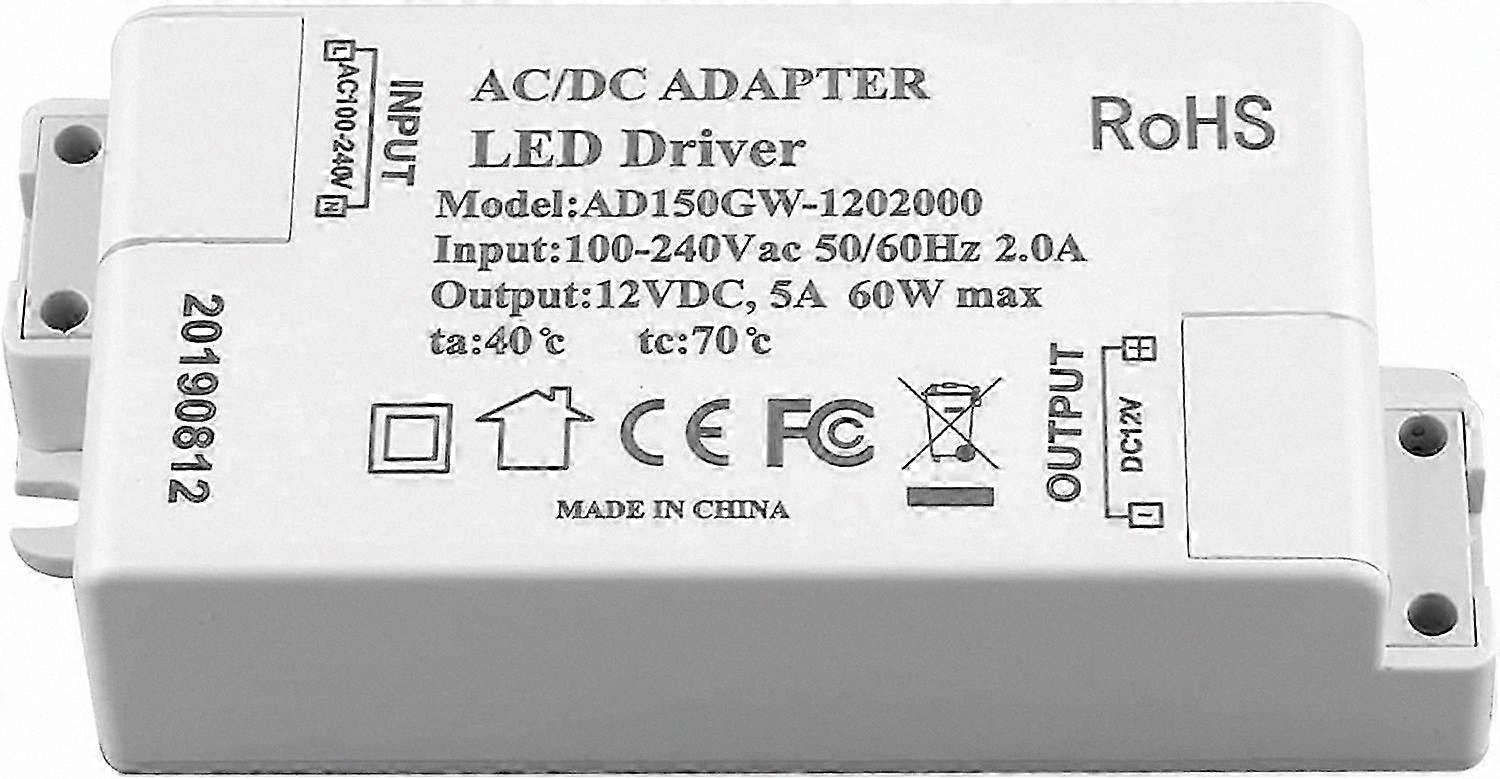 AC/DC ADAPTER
LED Driver
RoHS
Model:AD150GW-1202000
Input:100-240Vac 50/60Hz 2.0A
Output:12VDC, 5A 60W max
ta:40℃ tc:70℃
CE FC
MADE IN CHINA
INPUT
L AC100-240V N
20190812
OUTPUT
+ DC12V -